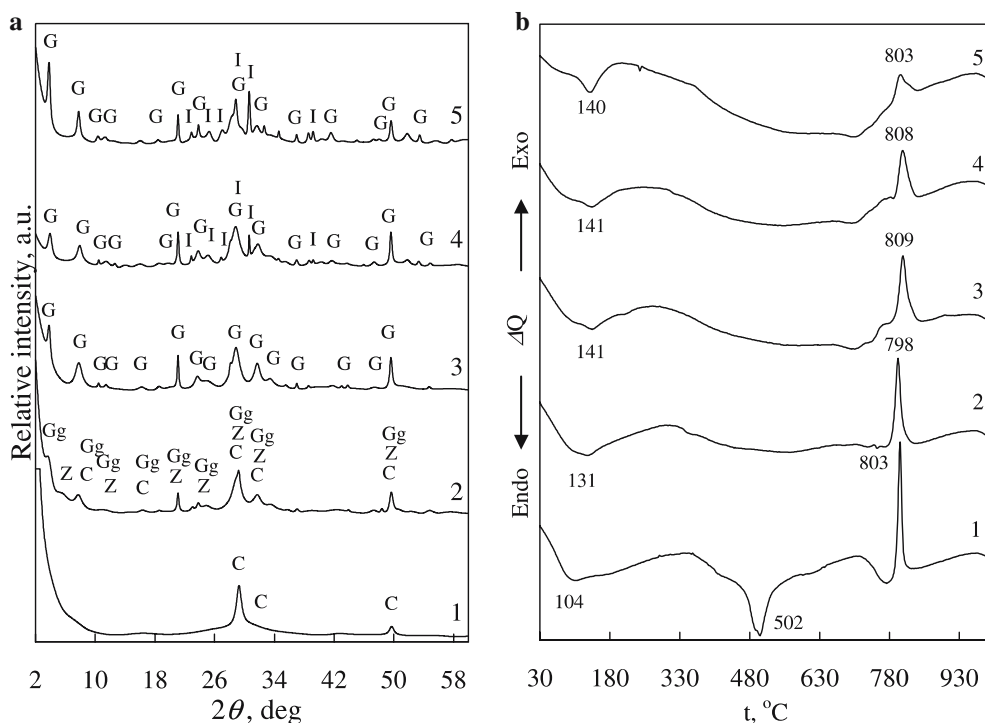 a
Relative intensity, a.u.
G G G G G G I G I I I G I G I G G I G G G G 5
G G G G G G I G I I I G I G I G I G G G G 4
G G G G G G G G G G G G G G G 3
Gg Z Gg C Gg Z Gg C Gg Z Gg Z Gg Z C Gg Z C Gg Z C 2
C C C 1
2 10 18 26 34 42 50 58
2θ, deg
b
Exo
ΔQ
Endo
140 803 5
141 808 4
141 809 3
131 798 2
104 502 803 1
30 180 330 480 630 780 930
t, °C